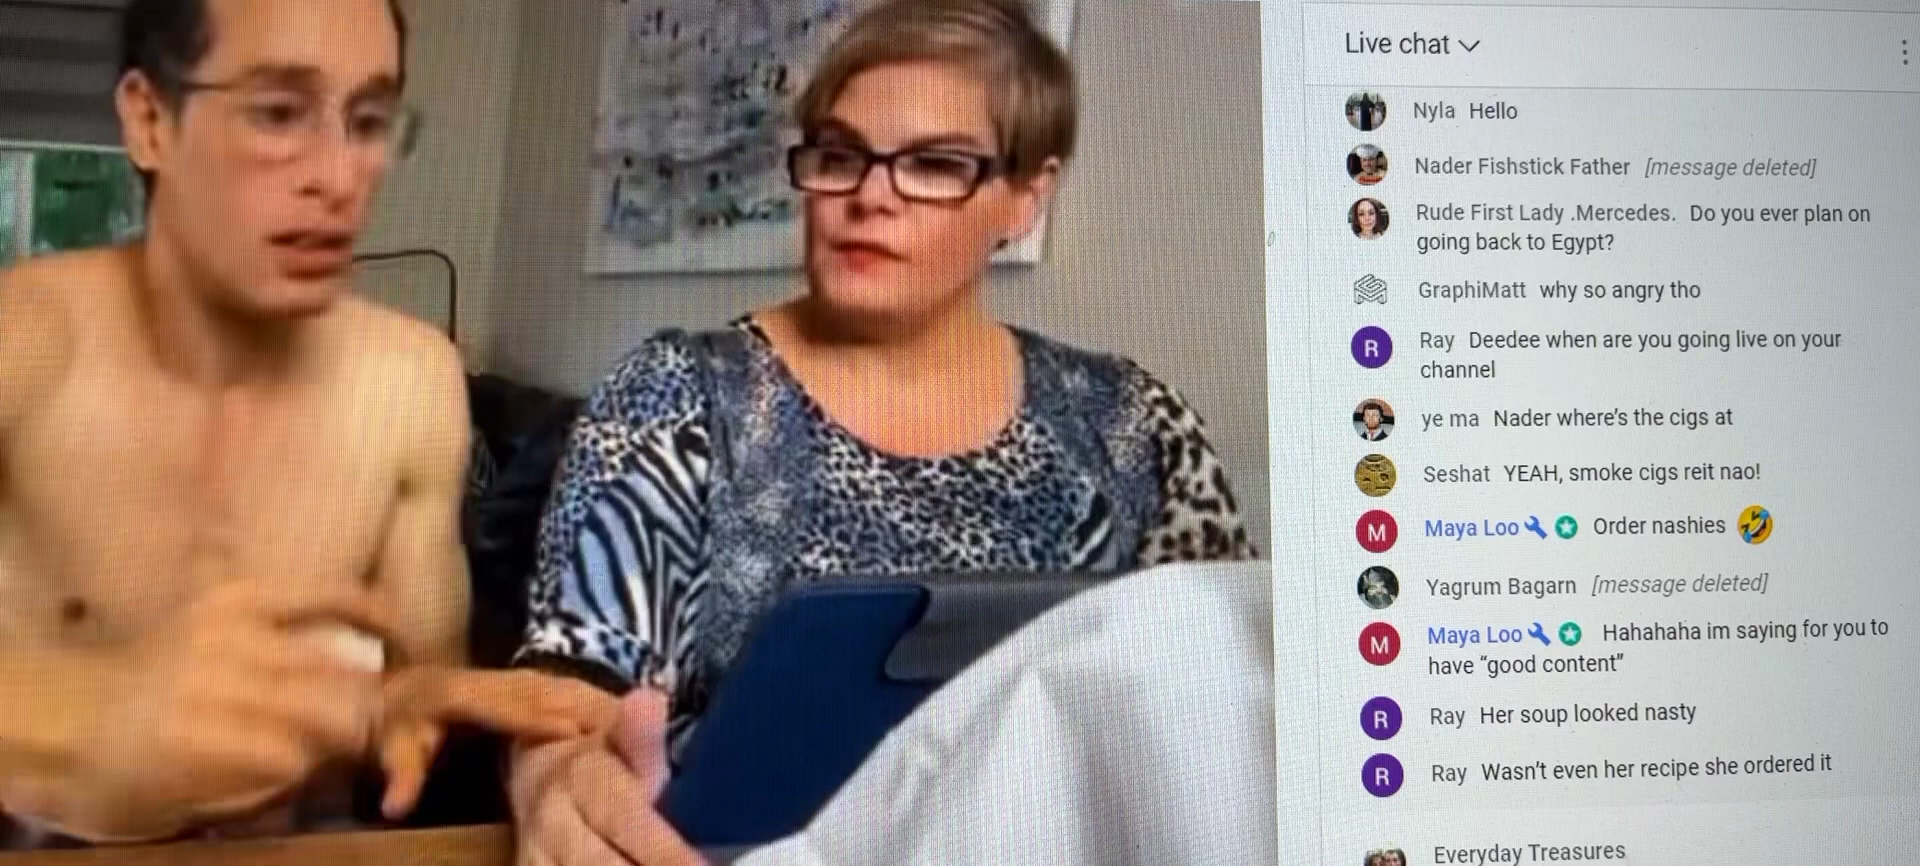 Live chat
Nyla Hello
Nader Fishstick Father [message deleted]
Rude First Lady .Mercedes. Do you ever plan on
going back to Egypt?
GraphiMatt why so angry tho
R Ray Deedee when are you going live on your
channel
ye ma Nader where's the cigs at
Seshat YEAH, smoke cigs reit nao!
M Maya Loo Order nashies
Yagrum Bagarn [message deleted]
M Maya Loo Hahahaha im saying for you to
have “good content”
R Ray Her soup looked nasty
R Ray Wasn't even her recipe she ordered it
Everyday Treasures